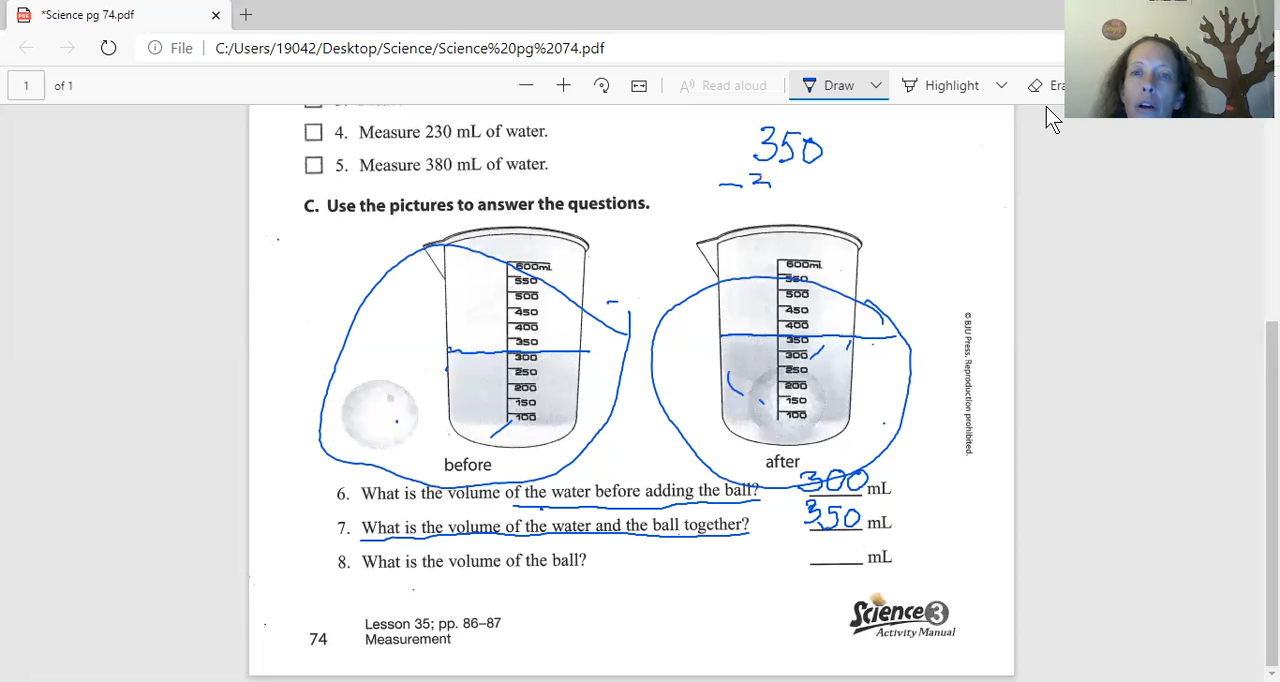 *Science pg 74.pdf
File C:/Users/19042/Desktop/Science/Science%20pg%2074.pdf
1 of 1 Read aloud Draw Highlight
4. Measure 230 mL of water.
5. Measure 380 mL of water.
350
C. Use the pictures to answer the questions.
600mL
550
500
450
400
350
300
250
200
150
100
before
600mL
550
500
450
400
350
300
250
200
150
100
after
6. What is the volume of the water before adding the ball? 300 mL
7. What is the volume of the water and the ball together? 350 mL
8. What is the volume of the ball? ____ mL
© BJU Press. Reproduction prohibited.
74
Lesson 35; pp. 86–87
Measurement
Science 3
Activity Manual